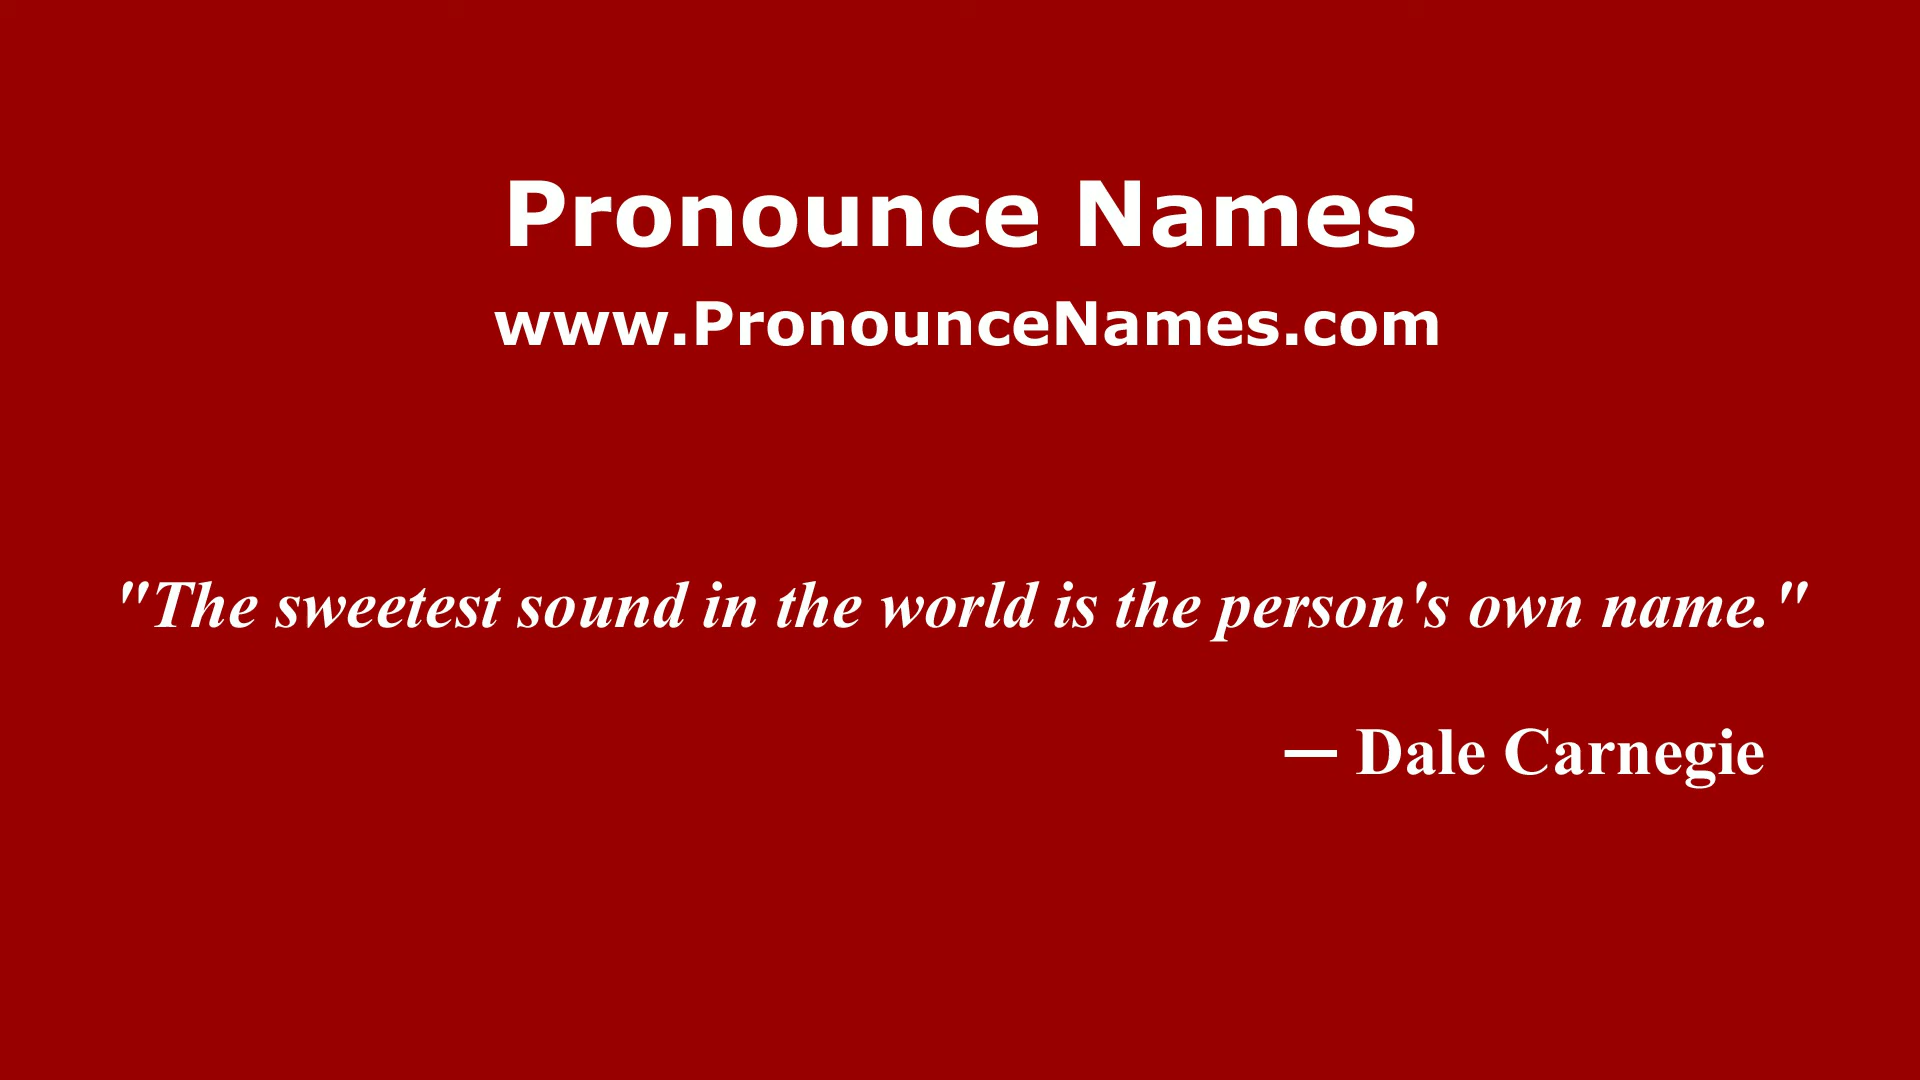 Pronounce Names
www.PronounceNames.com
"The sweetest sound in the world is the person's own name."
— Dale Carnegie